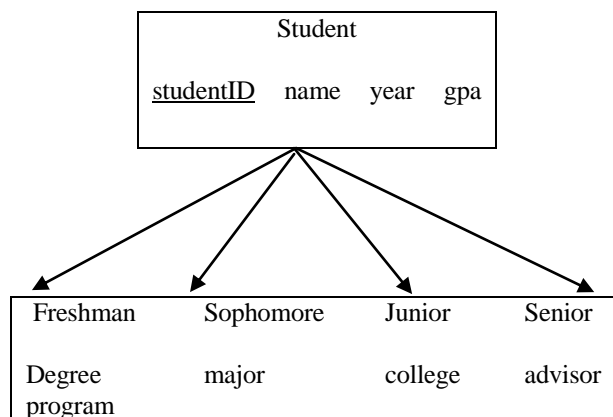 Student
studentID name year gpa
Freshman Sophomore Junior Senior
Degree major college advisor
program